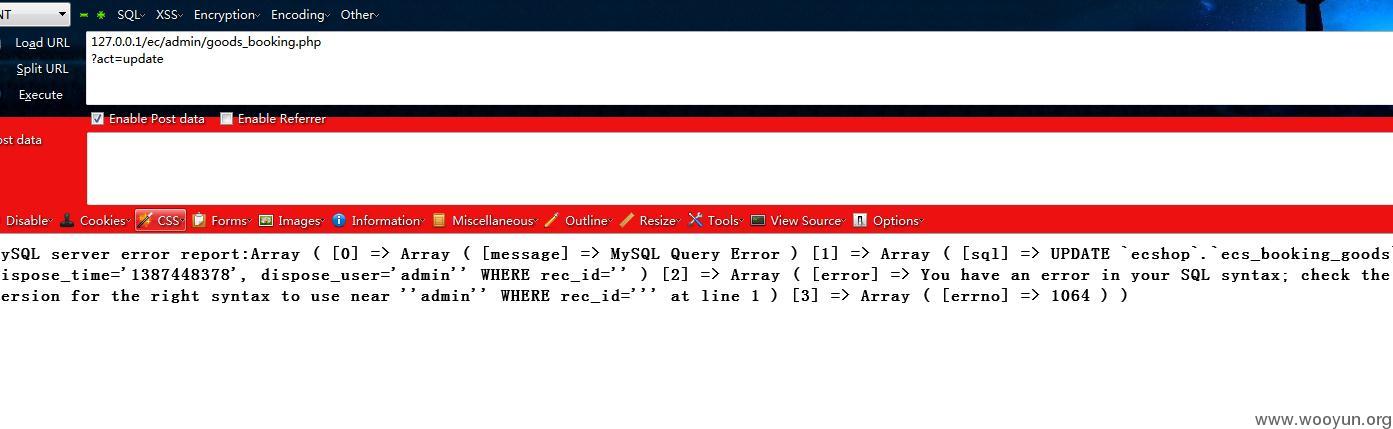 NT SQL XSS Encryption Encoding Other
Load URL
Split URL
Execute
127.0.0.1/ec/admin/goods_booking.php
?act=update
Enable Post data Enable Referrer
ost data
Disable Cookies CSS Forms Images Information Miscellaneous Outline Resize Tools View Source Options
ySQL server error report:Array ( [0] => Array ( [message] => MySQL Query Error ) [1] => Array ( [sql] => UPDATE `ecshop`.`ecs_booking_goods`
ispose_time='1387448378', dispose_user='admin'' WHERE rec_id='' ) [2] => Array ( [error] => You have an error in your SQL syntax; check the
ersion for the right syntax to use near ''admin'' WHERE rec_id=''' at line 1 ) [3] => Array ( [errno] => 1064 ) )
www.wooyun.org